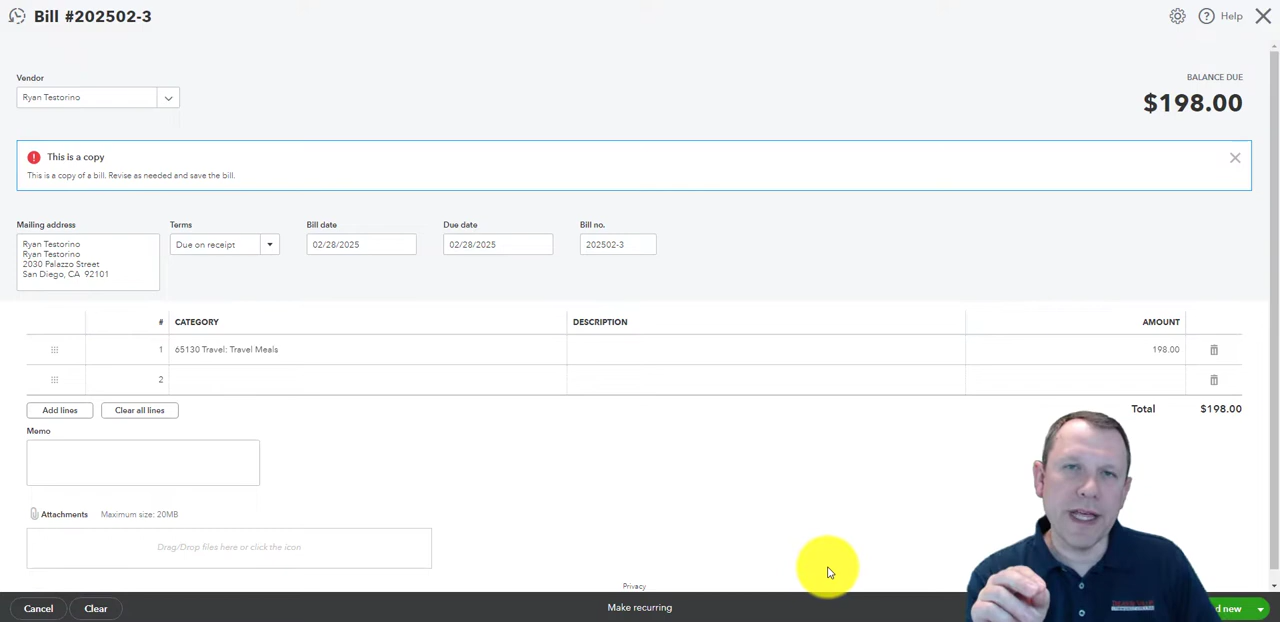 Bill #202502-3
Help
Vendor
Ryan Testorino
BALANCE DUE
$198.00
This is a copy
This is a copy of a bill. Revise as needed and save the bill.
Mailing address
Terms
Bill date
Due date
Bill no.
Ryan Testorino
Ryan Testorino
2030 Palazzo Street
San Diego, CA 92101
Due on receipt
02/28/2025
02/28/2025
202502-3
# CATEGORY DESCRIPTION AMOUNT
1 65130 Travel: Travel Meals 198.00
2
Add lines
Clear all lines
Total $198.00
Memo
Attachments Maximum size: 20MB
Drag/Drop files here or click the icon
Privacy
Cancel
Clear
Make recurring
new